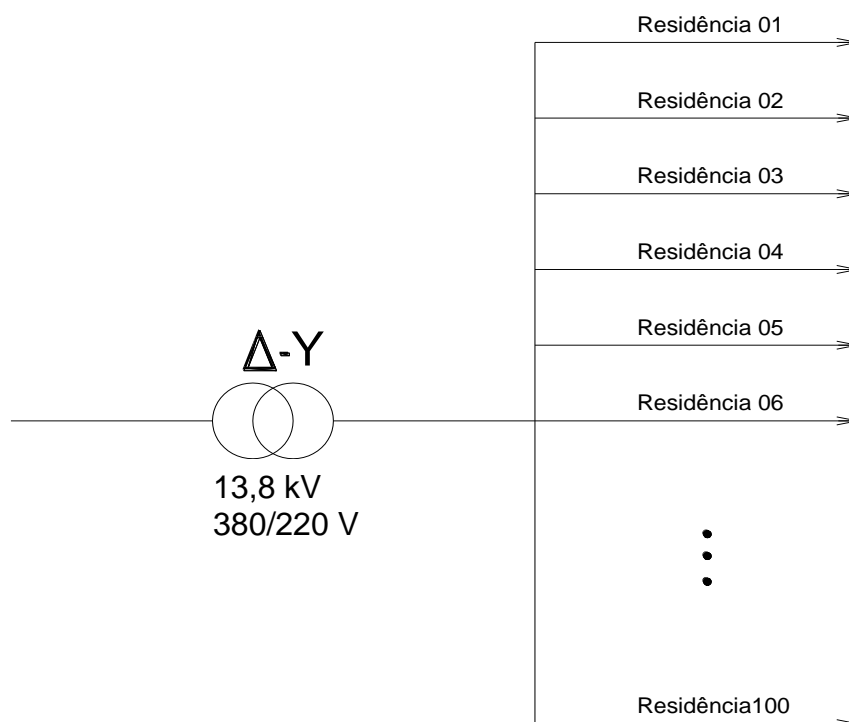 Residência 01
Residência 02
Residência 03
Residência 04
Residência 05
Δ-Y
Residência 06
13,8 kV
380/220 V
Residência100